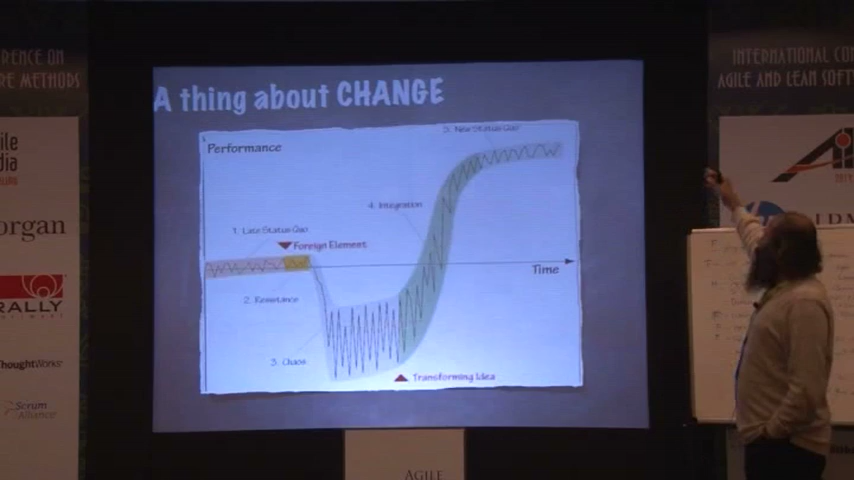 A thing about CHANGE
Performance
5. New Status Quo
4. Integration
1. Late Status Quo
Foreign Element
Time
2. Resistance
3. Chaos
Transforming Idea
RENCE ON
RE METHODS
organ
RALLY
ThoughtWorks
Scrum
Alliance
INTERNATIONAL CO
AGILE AND LEAN SOFT
AGILE